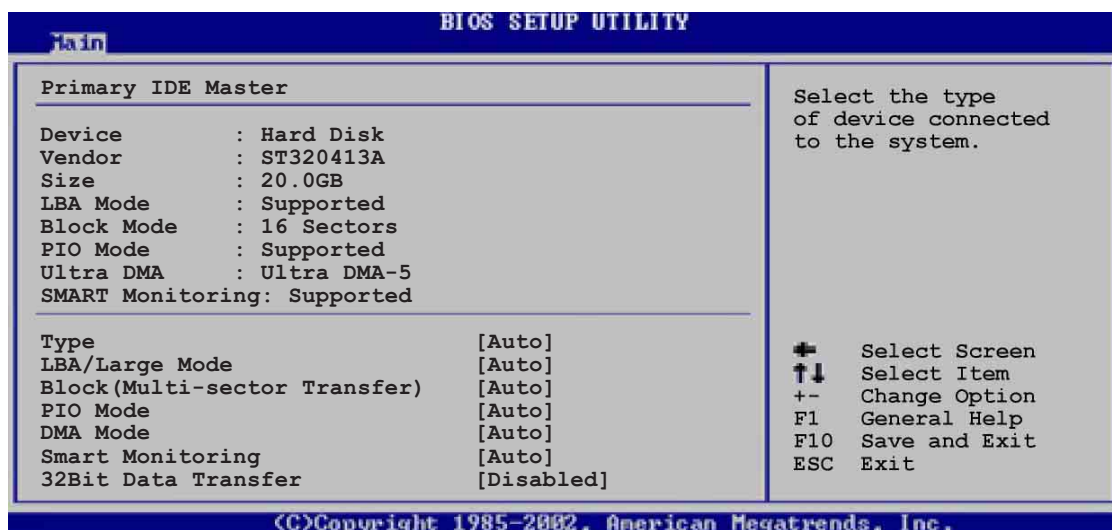 BIOS SETUP UTILITY
Main
Primary IDE Master
Device : Hard Disk
Vendor : ST320413A
Size : 20.0GB
LBA Mode : Supported
Block Mode : 16 Sectors
PIO Mode : Supported
Ultra DMA : Ultra DMA-5
SMART Monitoring: Supported
Type [Auto]
LBA/Large Mode [Auto]
Block(Multi-sector Transfer) [Auto]
PIO Mode [Auto]
DMA Mode [Auto]
Smart Monitoring [Auto]
32Bit Data Transfer [Disabled]
Select the type
of device connected
to the system.
← Select Screen
↑↓ Select Item
+- Change Option
F1 General Help
F10 Save and Exit
ESC Exit
(C)Copyright 1985-2002, American Megatrends, Inc.